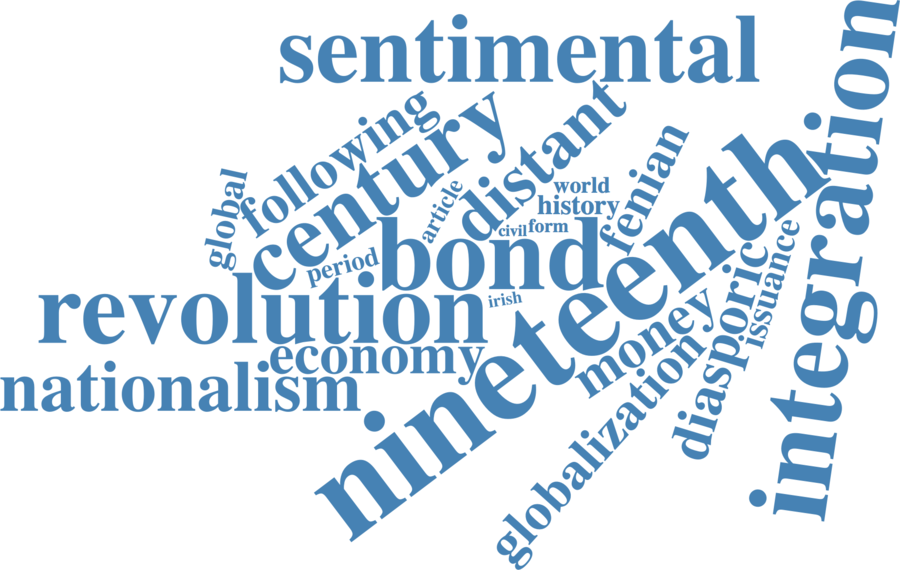 sentimental
integration
following
century
distant
global
article
world
history
fenian
nineteenth
civil
form
bond
period
revolution
irish
issuance
diasporic
money
economy
nationalism
globalization